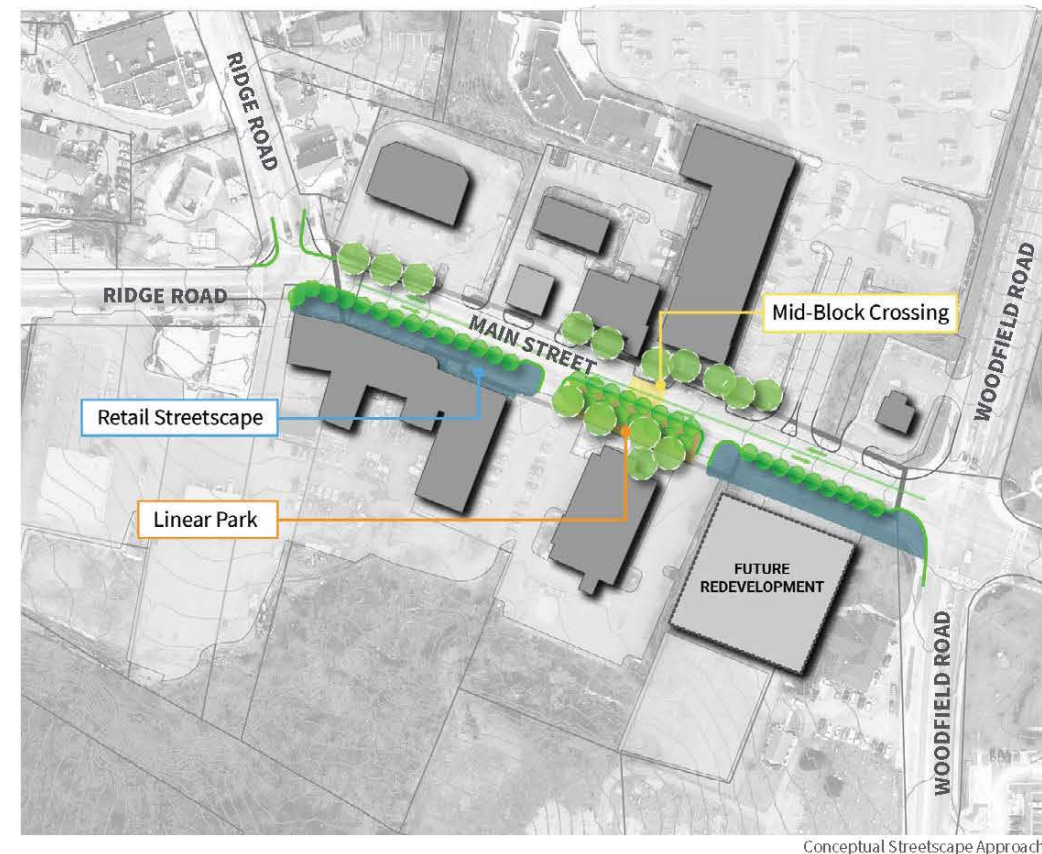 RIDGE ROAD
RIDGE ROAD
MAIN STREET
Mid-Block Crossing
WOODFIELD ROAD
Retail Streetscape
Linear Park
FUTURE
REDEVELOPMENT
WOODFIELD ROAD
Conceptual Streetscape Approach